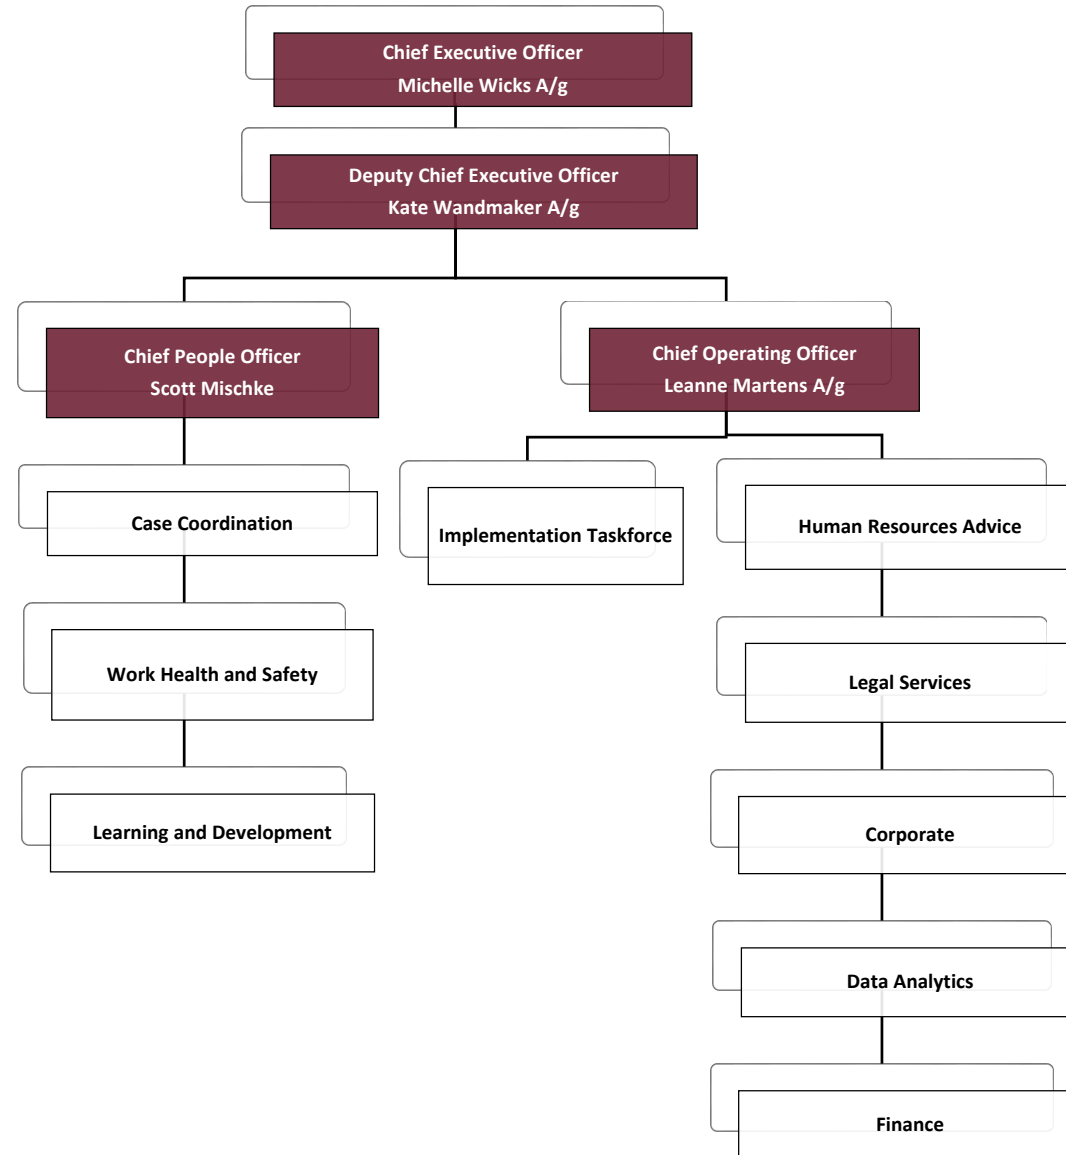 Chief Executive Officer
Michelle Wicks A/g
Deputy Chief Executive Officer
Kate Wandmaker A/g
Chief People Officer
Scott Mischke
Chief Operating Officer
Leanne Martens A/g
Case Coordination
Work Health and Safety
Learning and Development
Implementation Taskforce
Human Resources Advice
Legal Services
Corporate
Data Analytics
Finance